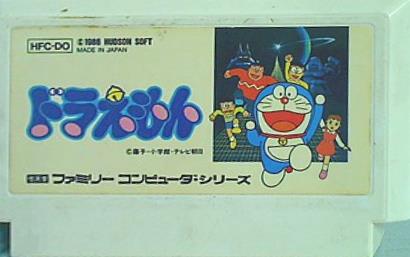 HFC-DO
© 1986 HUDSON SOFT
MADE IN JAPAN
ドラえもん
©藤子・小学館・テレビ朝日
ファミリー コンピュータ・シリーズ